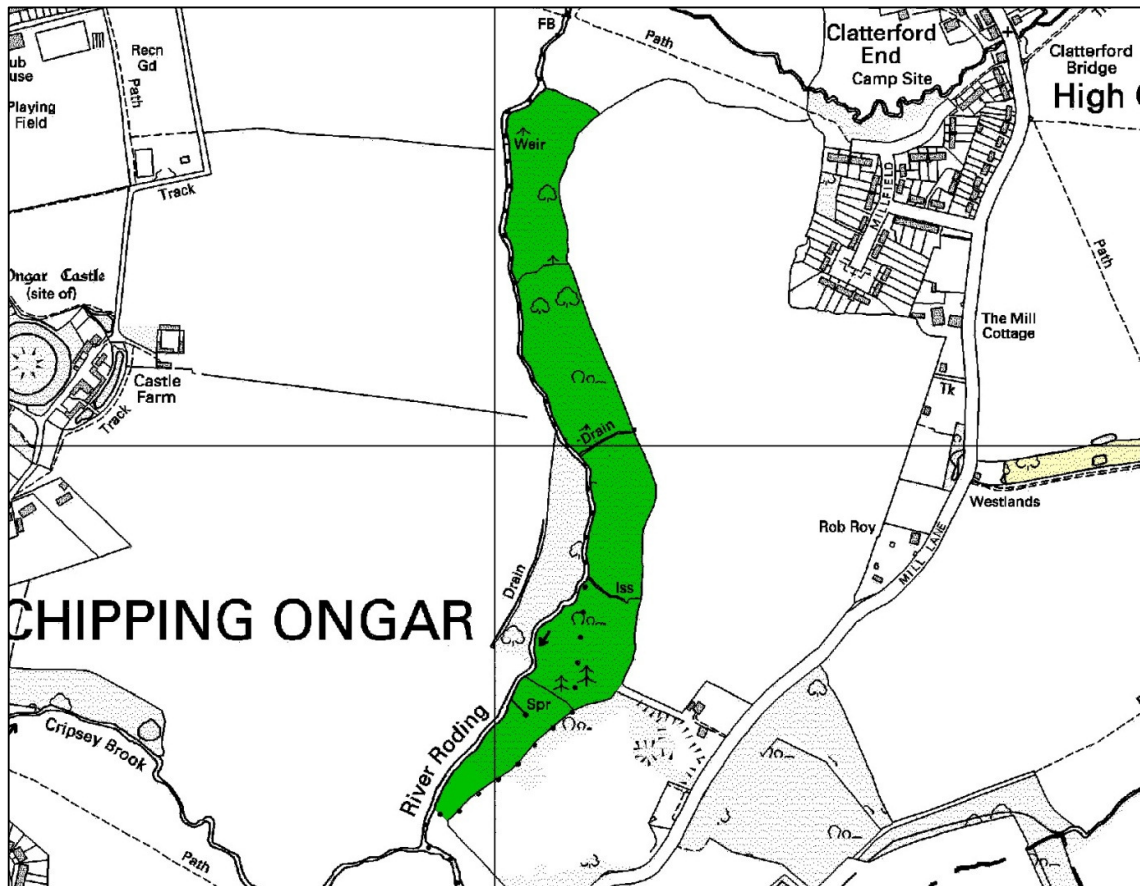 FB
Path
Clatterford
End
Camp Site
Clatterford
Bridge
High
Recn
Gd
Path
Playing
Field
Track
Weir
MILLFIELD
Path
Ongar Castle
(site of)
The Mill
Cottage
Castle
Farm
Track
Tk
Drain
Westlands
Rob Roy
MILL LANE
Drain
Iss
CHIPPING ONGAR
Spr
River Roding
Cripsey Brook
Path